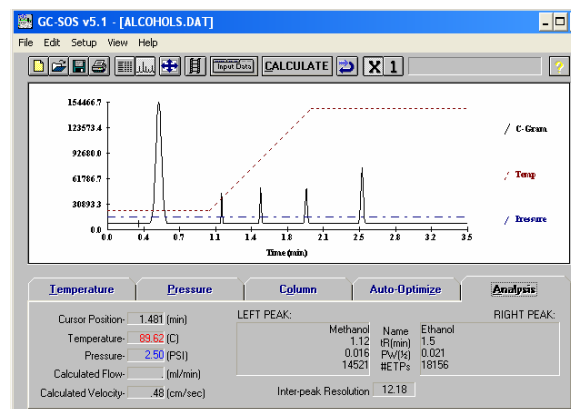 GC-SOS v5.1 - [ALCOHOLS.DAT]
File Edit Setup View Help
Input Data CALCULATE X 1 ?
154466.7
123573.4
92680.0
61786.7
30893.3
0.0
0.0 0.4 0.7 1.1 1.4 1.8 2.1 2.5 2.8 3.2 3.5
Time (min)
/ C-Gram
/ Temp
/ Pressure
Temperature Pressure Column Auto-Optimize Analysis
Cursor Position- 1.481 (min)
Temperature- 89.62 (C)
Pressure- 2.50 (PSI)
Calculated Flow- . (ml/min)
Calculated Velocity- .48 (cm/sec)
LEFT PEAK: RIGHT PEAK:
Methanol Name Ethanol
1.12 tR(min) 1.5
0.016 PW(½) 0.021
14521 #ETPs 18156
Inter-peak Resolution 12.18